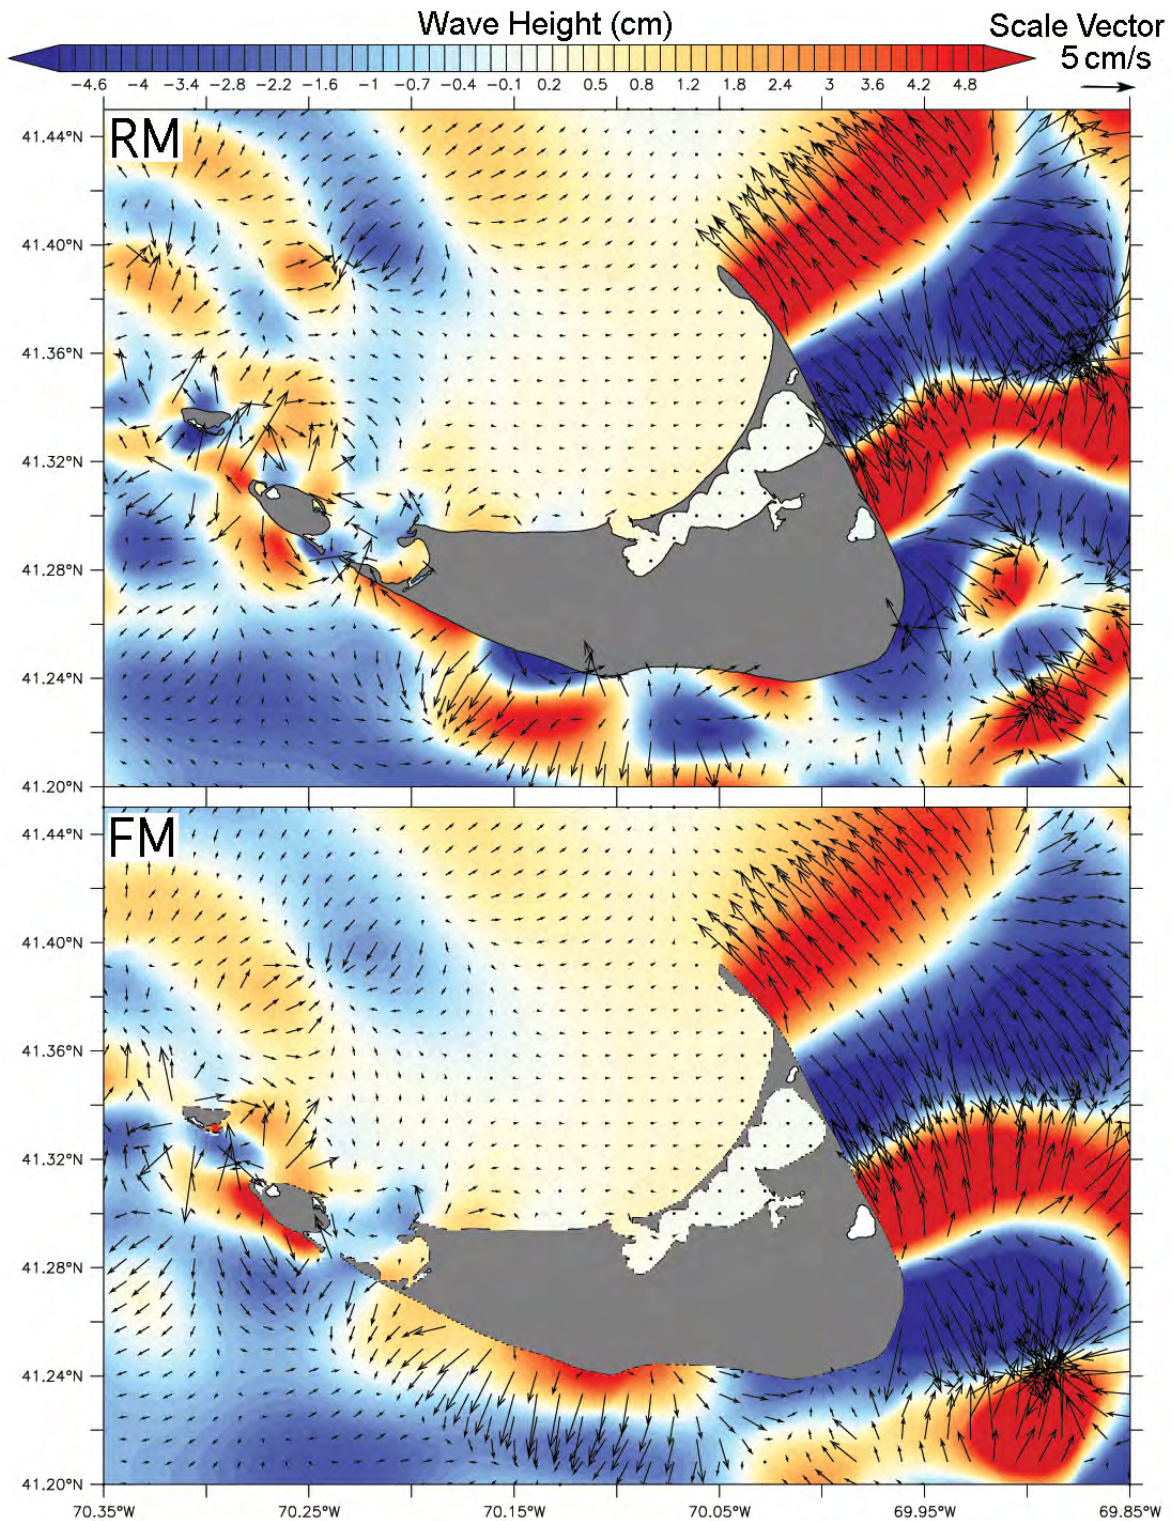 Wave Height (cm)
Scale Vector
5 cm/s
−4.6 −4 −3.4 −2.8 −2.2 −1.6 −1 −0.7 −0.4 −0.1 0.2 0.5 0.8 1.2 1.8 2.4 3 3.6 4.2 4.8
RM
41.44°N
41.40°N
41.36°N
41.32°N
41.28°N
41.24°N
41.20°N
FM
41.44°N
41.40°N
41.36°N
41.32°N
41.28°N
41.24°N
41.20°N
70.35°W 70.25°W 70.15°W 70.05°W 69.95°W 69.85°W